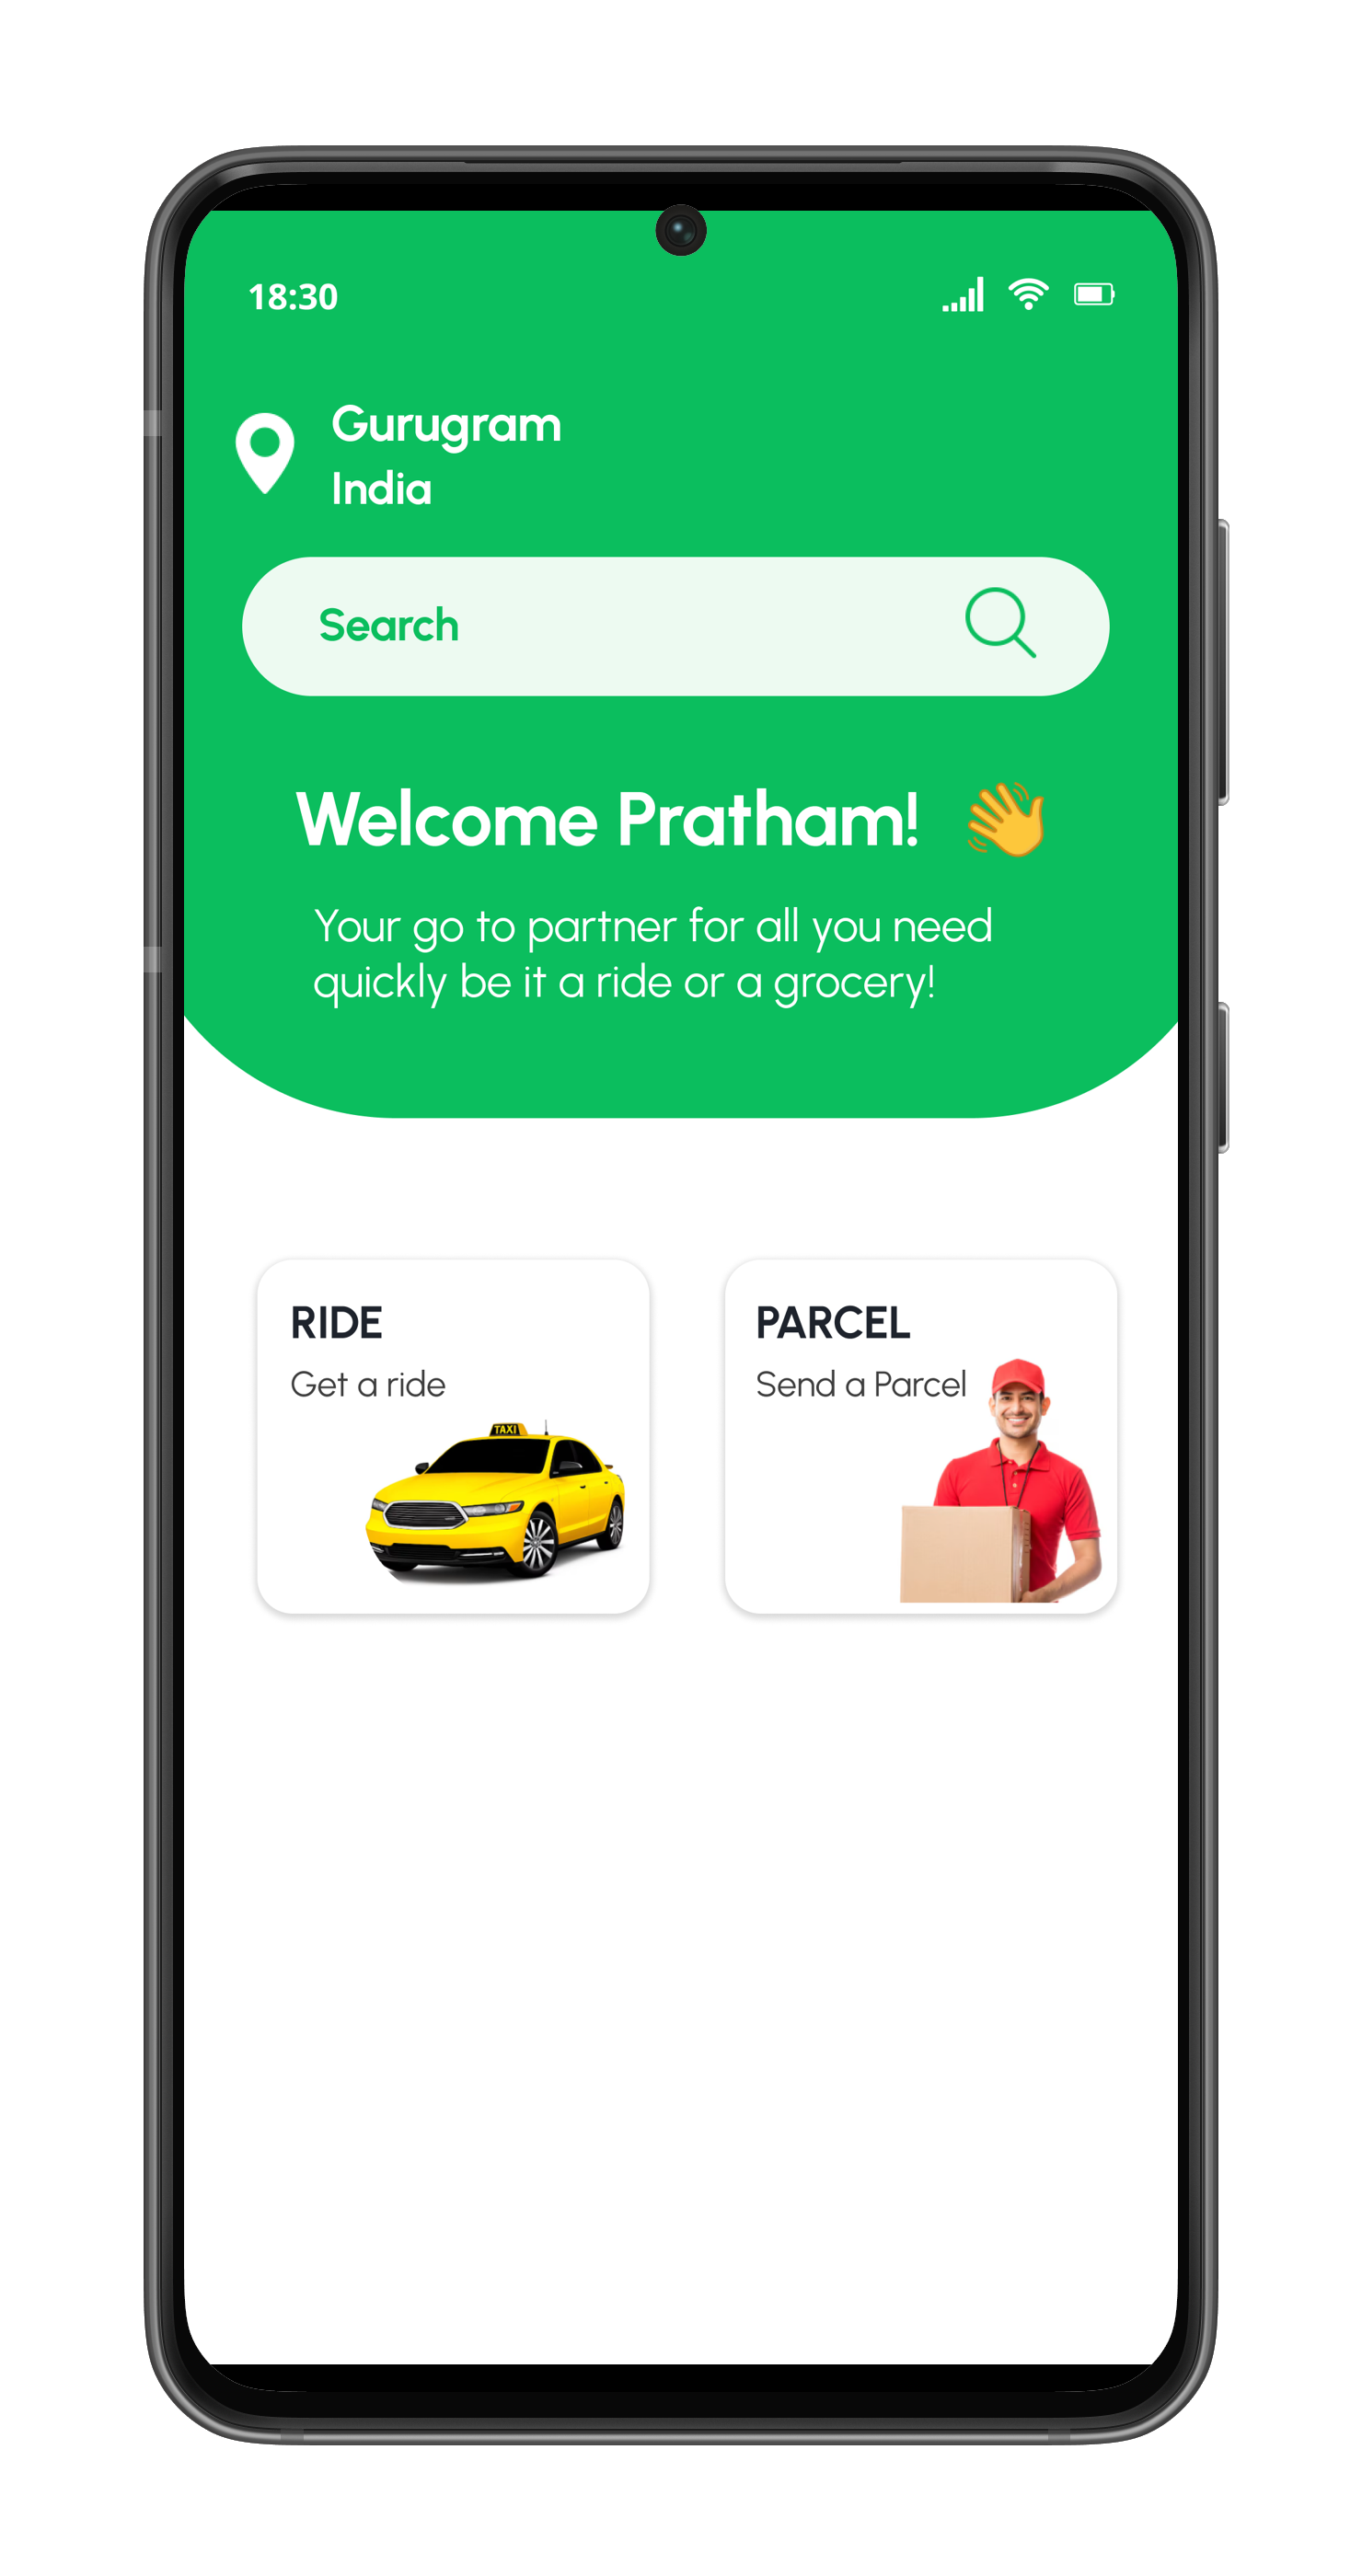 18:30
Gurugram
India
Search
Welcome Pratham! 👋
Your go to partner for all you need
quickly be it a ride or a grocery!
RIDE
Get a ride
TAXI
PARCEL
Send a Parcel